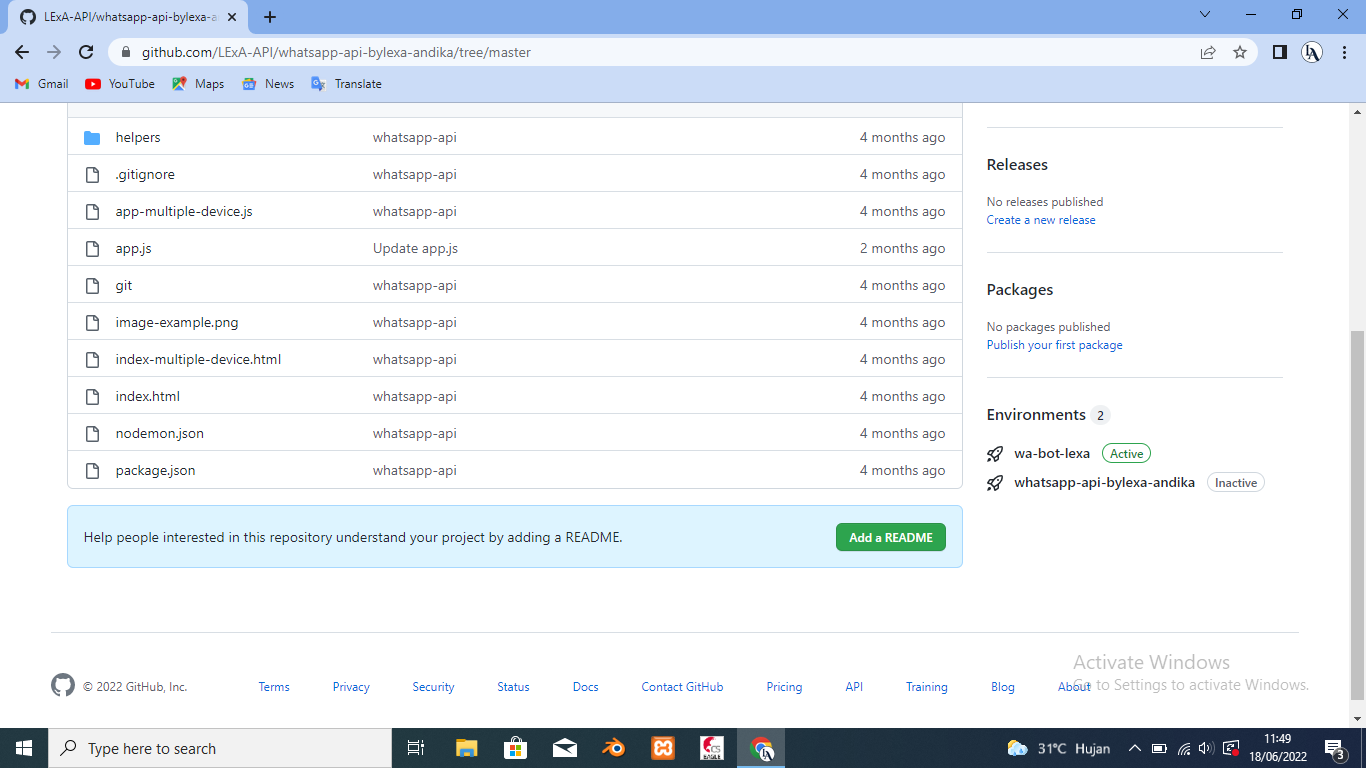 LExA-API/whatsapp-api-bylexa-a
github.com/LExA-API/whatsapp-api-bylexa-andika/tree/master
Gmail YouTube Maps News Translate
helpers whatsapp-api 4 months ago
.gitignore whatsapp-api 4 months ago
app-multiple-device.js whatsapp-api 4 months ago
app.js Update app.js 2 months ago
git whatsapp-api 4 months ago
image-example.png whatsapp-api 4 months ago
index-multiple-device.html whatsapp-api 4 months ago
index.html whatsapp-api 4 months ago
nodemon.json whatsapp-api 4 months ago
package.json whatsapp-api 4 months ago
Help people interested in this repository understand your project by adding a README. Add a README
Releases
No releases published
Create a new release
Packages
No packages published
Publish your first package
Environments 2
wa-bot-lexa Active
whatsapp-api-bylexa-andika Inactive
© 2022 GitHub, Inc. Terms Privacy Security Status Docs Contact GitHub Pricing API Training Blog About
Activate Windows
Go to Settings to activate Windows.
Type here to search
CS
EAGLE
LA
31°C Hujan
11:49
18/06/2022
3